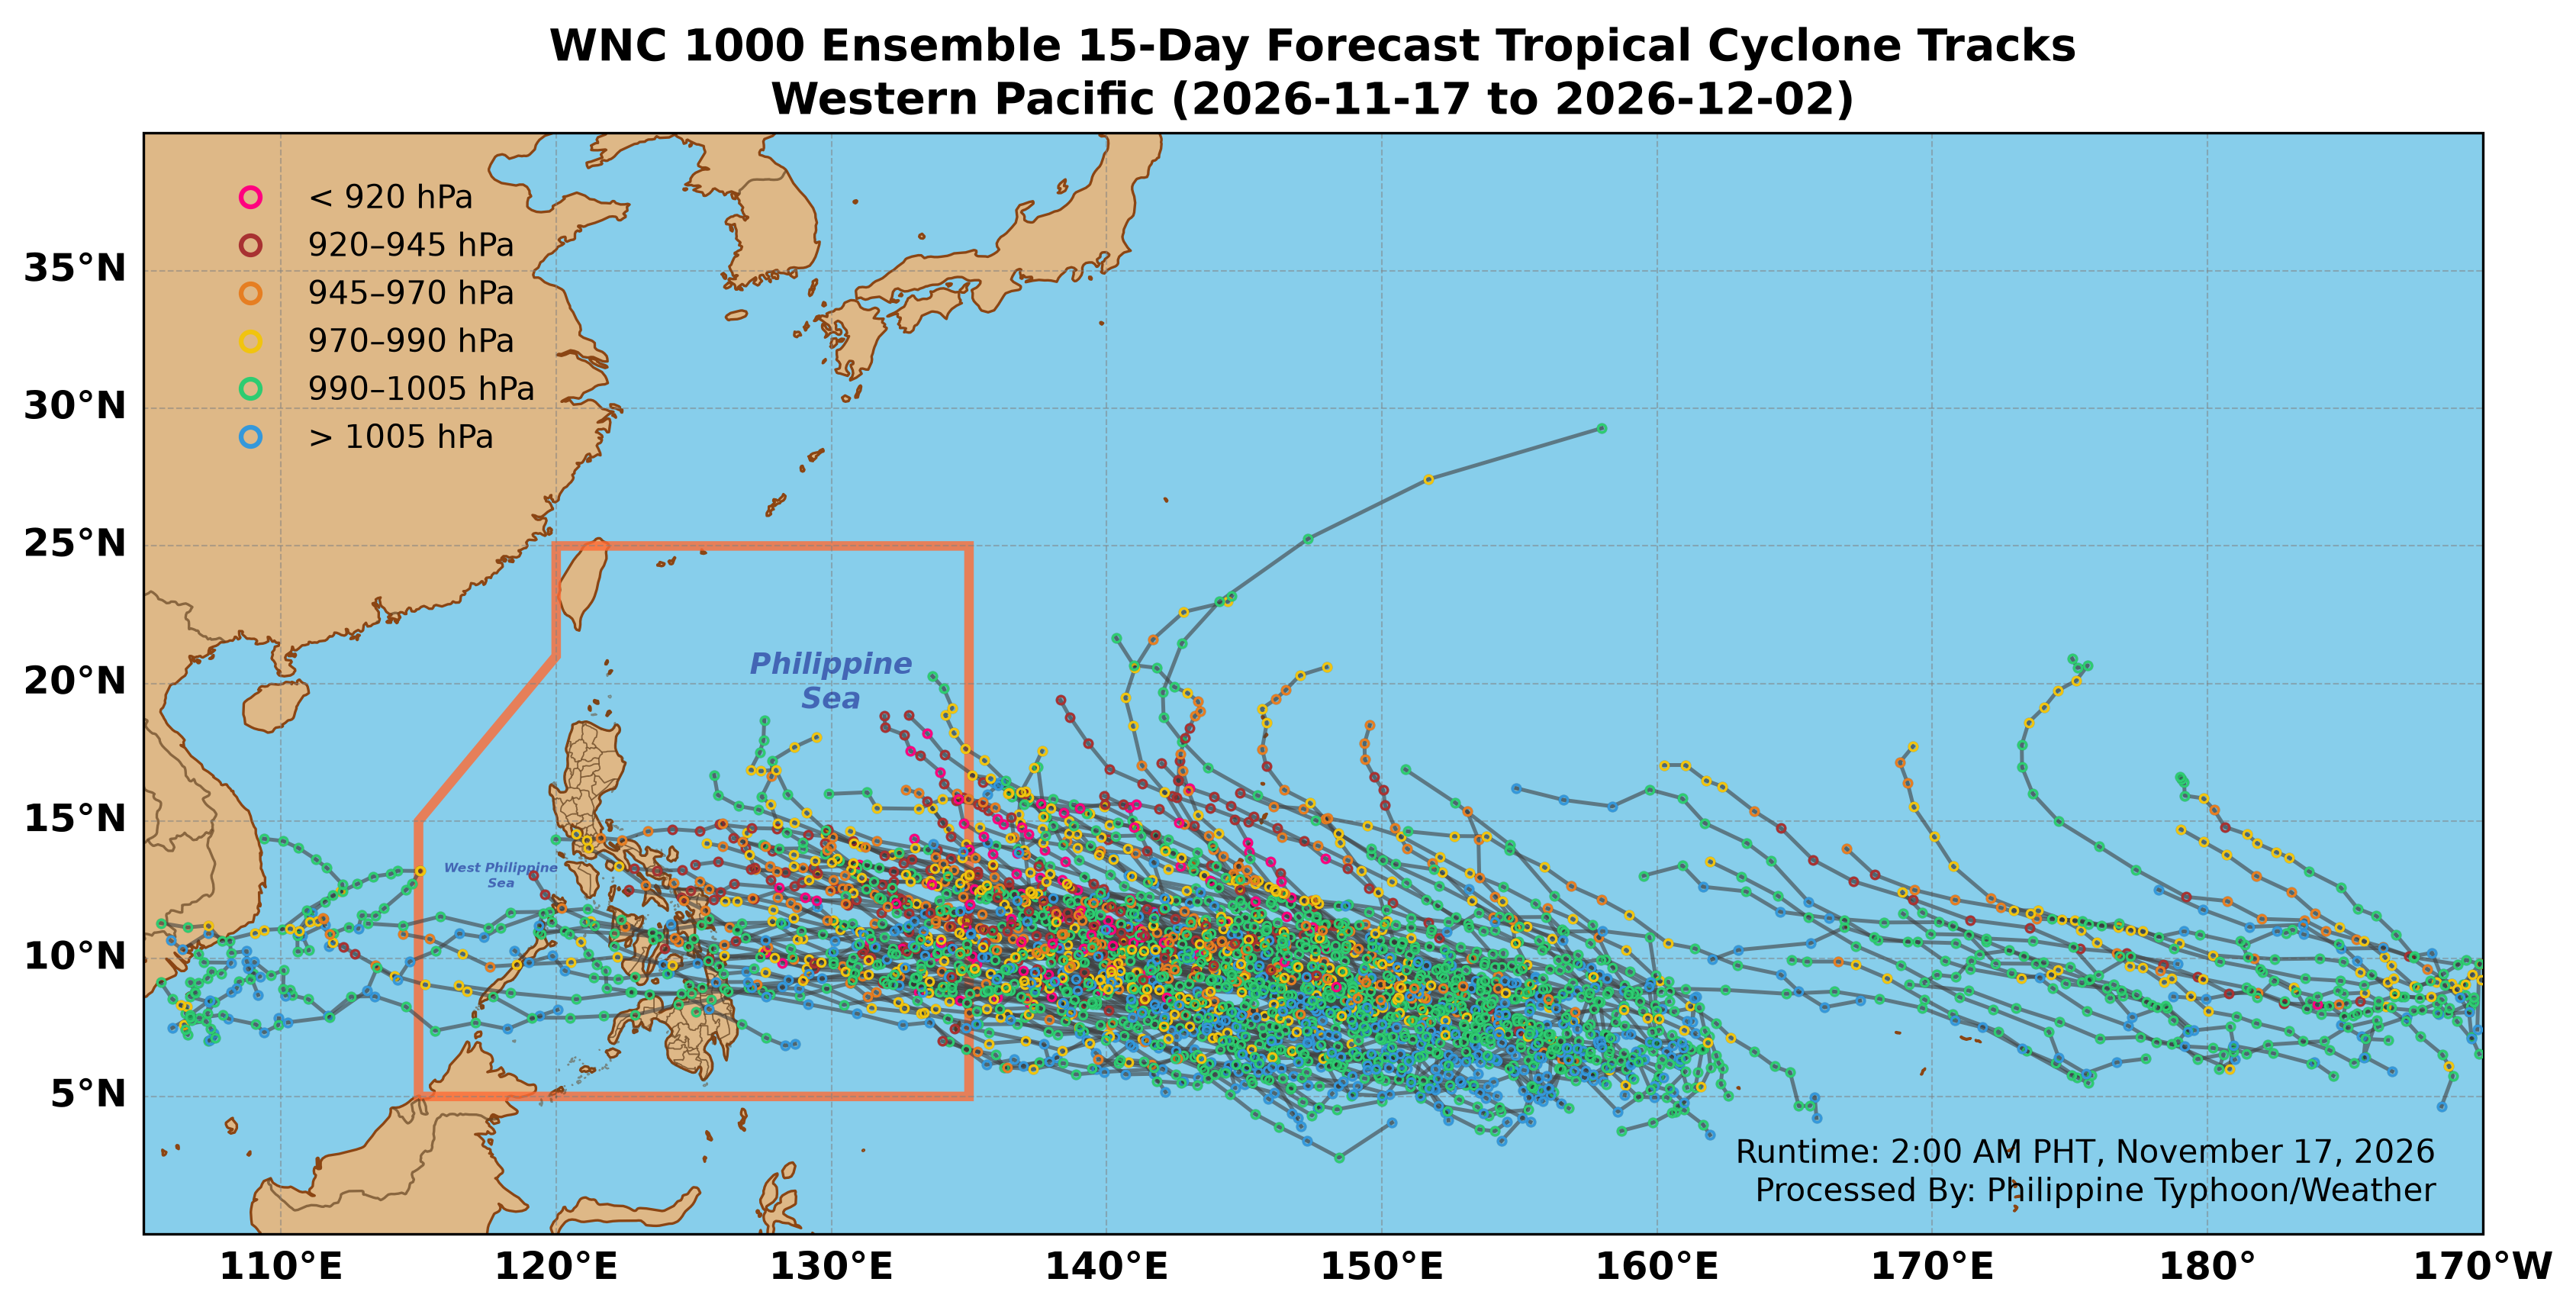 WNC 1000 Ensemble 15-Day Forecast Tropical Cyclone Tracks
Western Pacific (2026-11-17 to 2026-12-02)
< 920 hPa
920–945 hPa
945–970 hPa
970–990 hPa
990–1005 hPa
> 1005 hPa
35°N
30°N
25°N
20°N
15°N
10°N
5°N
Philippine
Sea
West Philippine
Sea
Runtime: 2:00 AM PHT, November 17, 2026
Processed By: Philippine Typhoon/Weather
110°E
120°E
130°E
140°E
150°E
160°E
170°E
180°
170°W